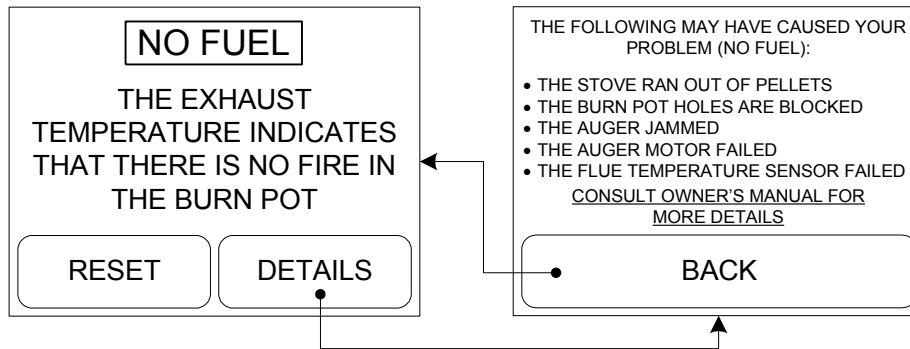 NO FUEL
THE EXHAUST
TEMPERATURE INDICATES
THAT THERE IS NO FIRE IN
THE BURN POT
RESET
DETAILS
THE FOLLOWING MAY HAVE CAUSED YOUR
PROBLEM (NO FUEL):
• THE STOVE RAN OUT OF PELLETS
• THE BURN POT HOLES ARE BLOCKED
• THE AUGER JAMMED
• THE AUGER MOTOR FAILED
• THE FLUE TEMPERATURE SENSOR FAILED
CONSULT OWNER'S MANUAL FOR
MORE DETAILS
BACK